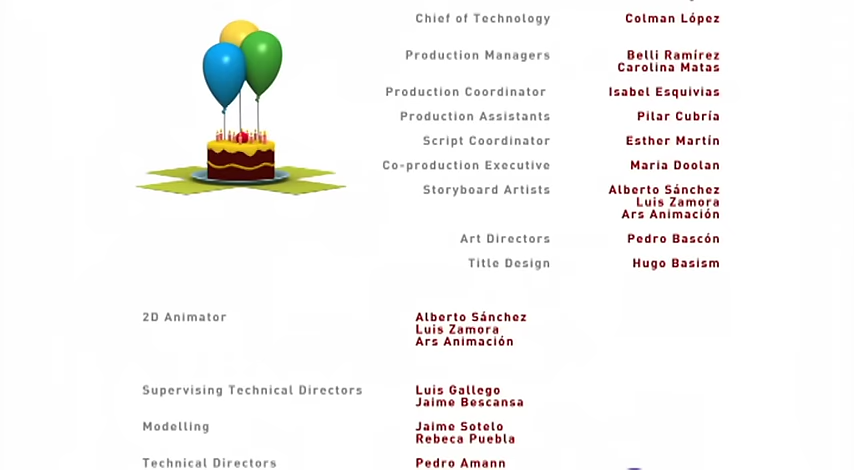 Chief of Technology Colman López
Production Managers Belli Ramírez
Carolina Matas
Production Coordinator Isabel Esquivias
Production Assistants Pilar Cubría
Script Coordinator Esther Martín
Co-production Executive Maria Doolan
Storyboard Artists Alberto Sánchez
Luis Zamora
Ars Animación
Art Directors Pedro Bascón
Title Design Hugo Basism
2D Animator Alberto Sánchez
Luis Zamora
Ars Animación
Supervising Technical Directors Luis Gallego
Jaime Bescansa
Modelling Jaime Sotelo
Rebeca Puebla
Technical Directors Pedro Amann